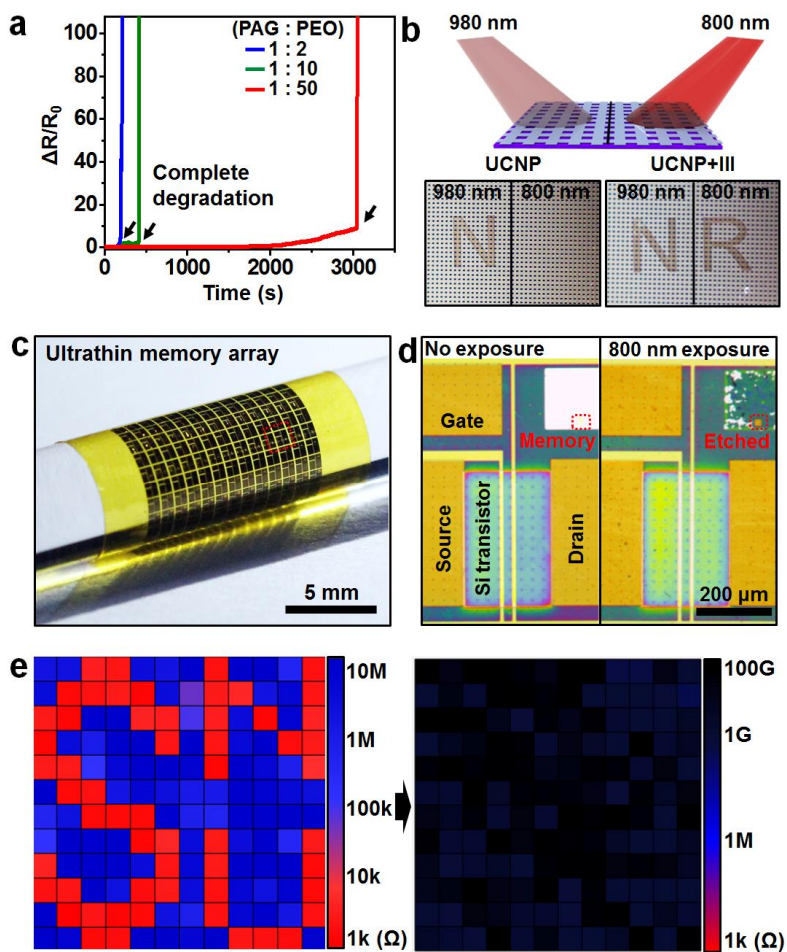 a
ΔR/R0
100
80
60
40
20
0
(PAG : PEO)
1 : 2
1 : 10
1 : 50
Complete
degradation
0 1000 2000 3000
Time (s)
b
980 nm 800 nm
UCNP UCNP+III
980 nm 800 nm 980 nm 800 nm
N N R
c
Ultrathin memory array
5 mm
d
No exposure 800 nm exposure
Gate
Memory Etched
Source
Si transistor
Drain
200 μm
e
10M
1M
100k
10k
1k (Ω)
100G
1G
1M
1k (Ω)